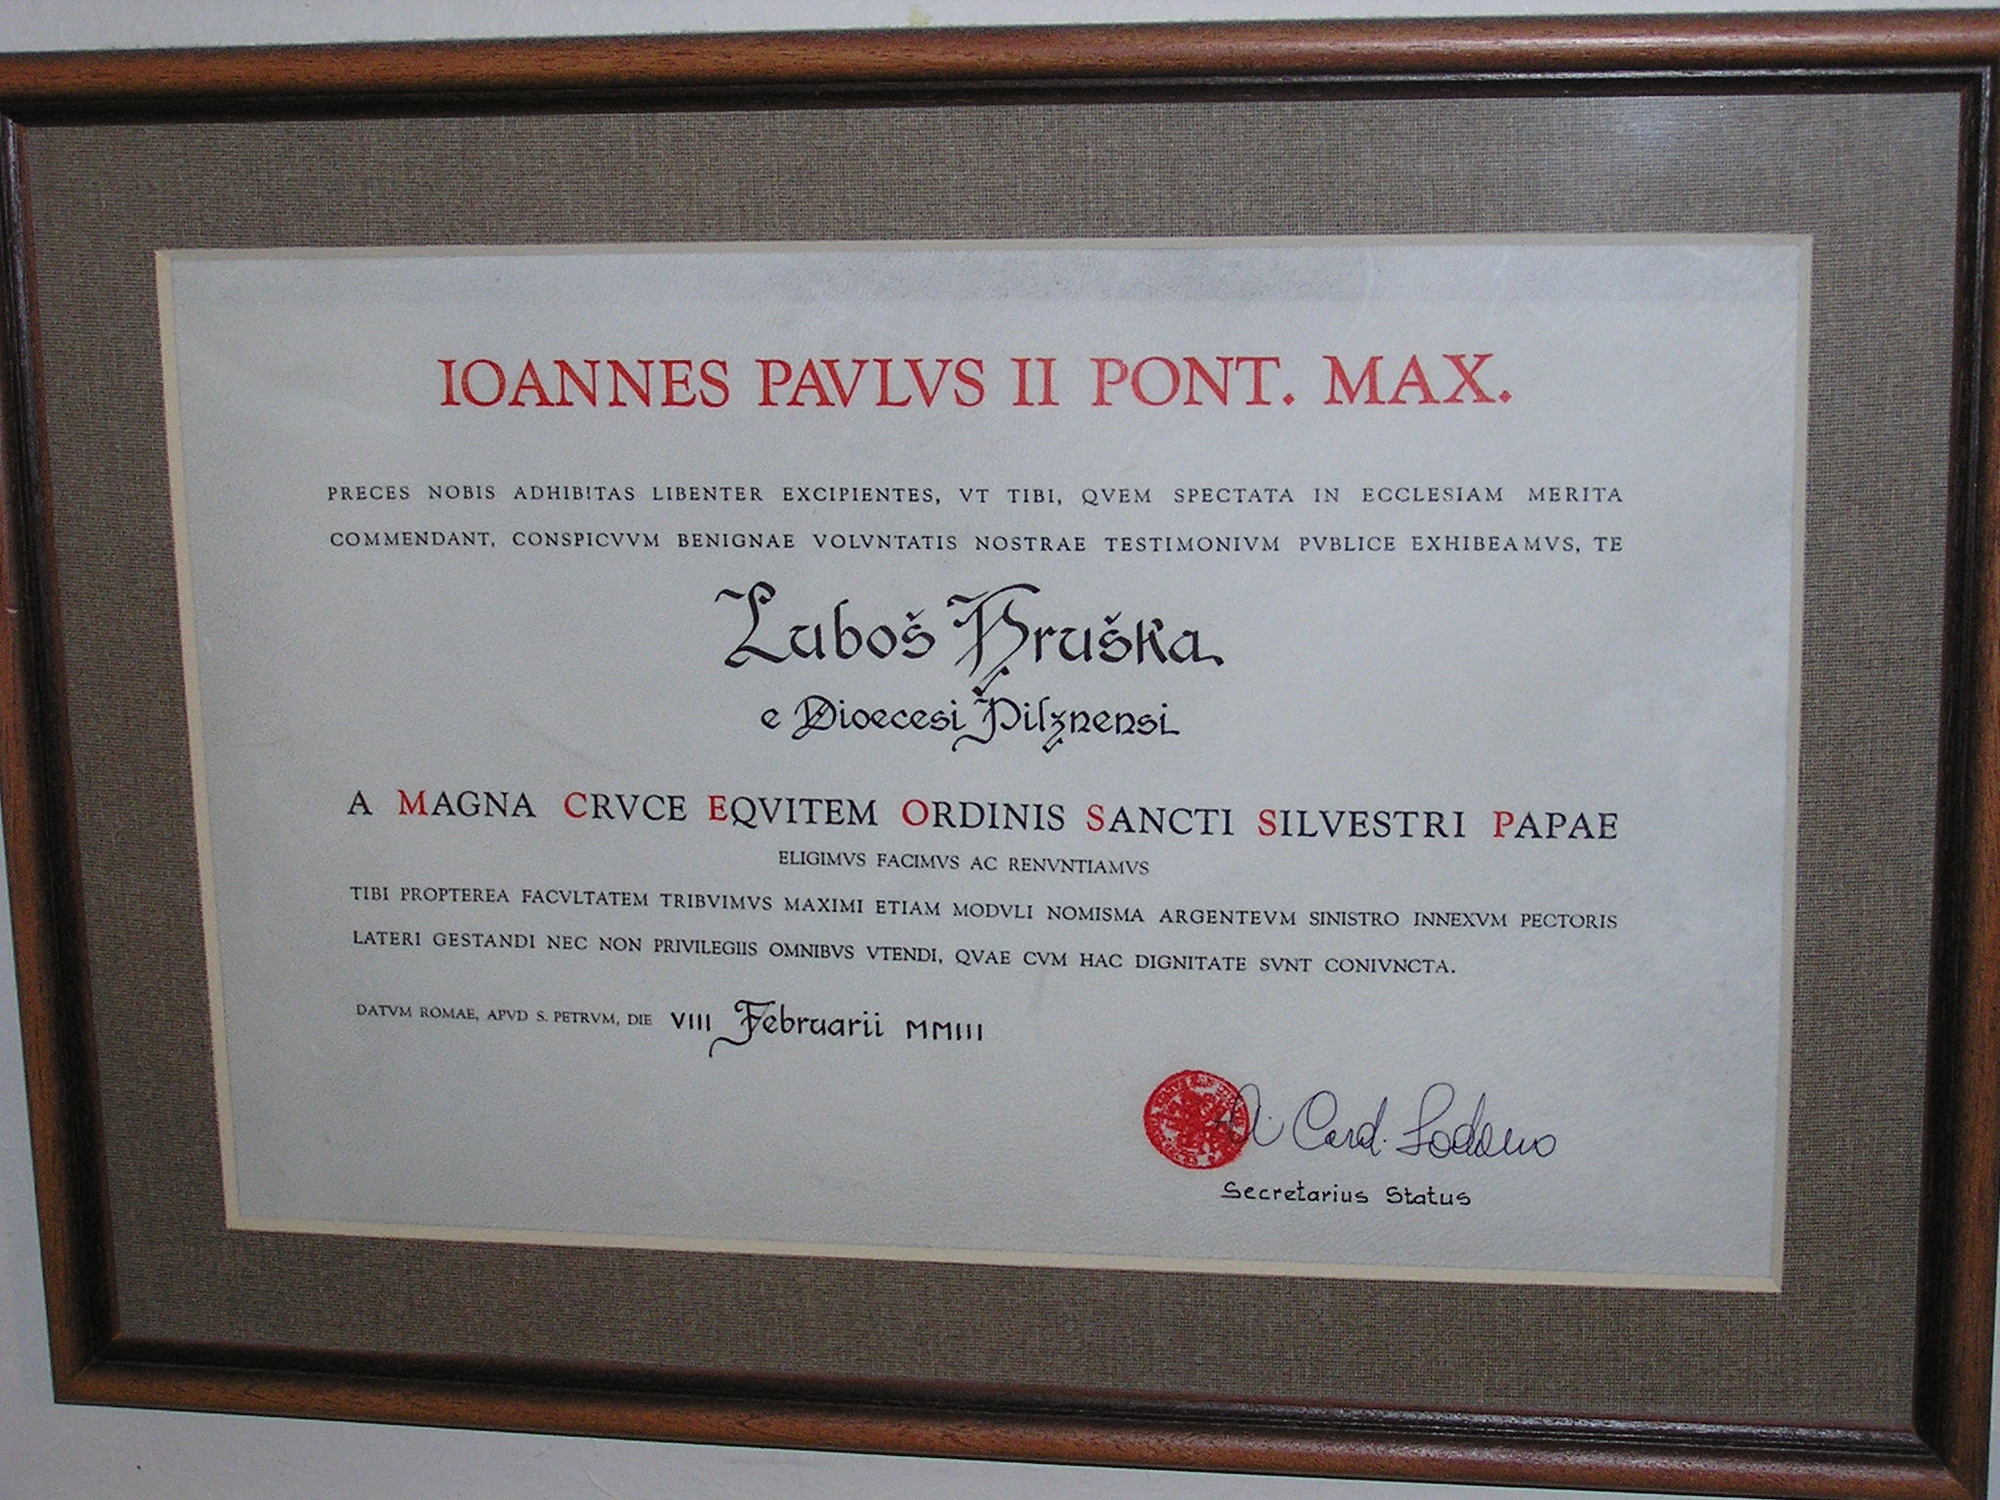 IOANNES PAVLVS II PONT. MAX.
PRECES NOBIS ADHIBITAS LIBENTER EXCIPIENTES, VT TIBI, QVEM SPECTATA IN ECCLESIAM MERITA
COMMENDANT, CONSPICVVM BENIGNAE VOLVNTATIS NOSTRAE TESTIMONIVM PVBLICE EXHIBEAMVS, TE
Luboš Hruška
e Dioecesi Pilznensi
A MAGNA CRVCE EQVITEM ORDINIS SANCTI SILVESTRI PAPAE
ELIGIMVS FACIMVS AC RENVNTIAMVS
TIBI PROPTEREA FACVLTATEM TRIBVIMVS MAXIMI ETIAM MODVLI NOMISMA ARGENTEVM SINISTRO INNEXVM PECTORIS
LATERI GESTANDI NEC NON PRIVILEGIIS OMNIBVS VTENDI, QVAE CVM HAC DIGNITATE SVNT CONIVNCTA.
DATVM ROMAE, APVD S. PETRVM, DIE VIII Februarii MMIII
A. Card. Sodano
Secretarius Status